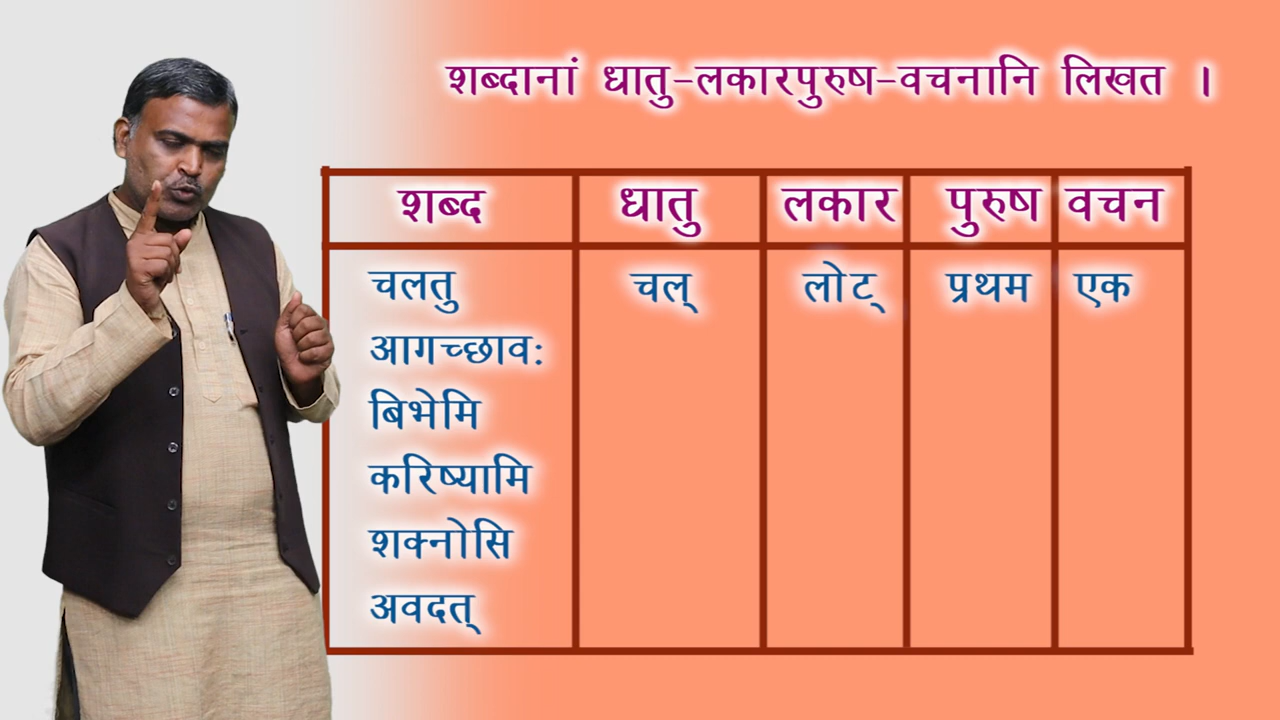 शब्दानां धातु-लकारपुरुष-वचनानि लिखत ।
शब्द धातु लकार पुरुष वचन
चलतु चल् लोट् प्रथम एक
आगच्छावः
बिभेमि
करिष्यामि
शक्नोसि
अवदत्